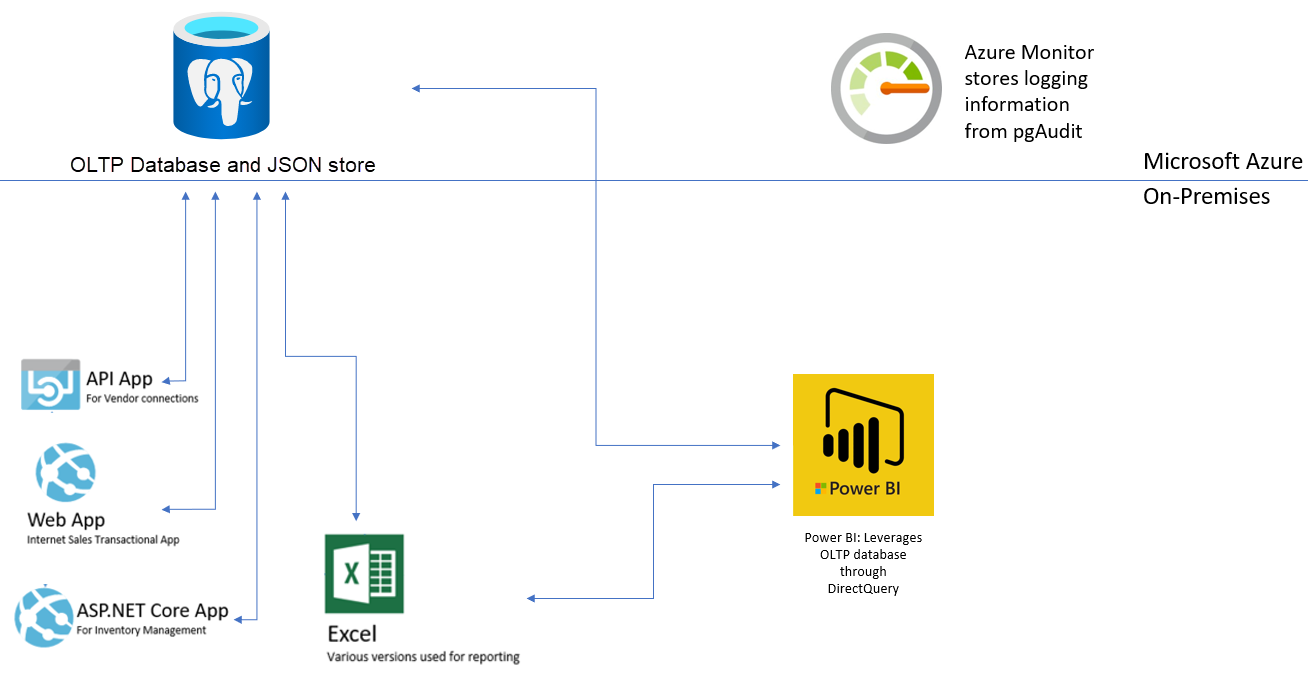 Azure Monitor
stores logging
information
from pgAudit
OLTP Database and JSON store
Microsoft Azure
On-Premises
API App
For Vendor connections
Web App
Internet Sales Transactional App
ASP.NET Core App
For Inventory Management
X
Excel
Various versions used for reporting
Power BI
Power BI: Leverages
OLTP database
through
DirectQuery